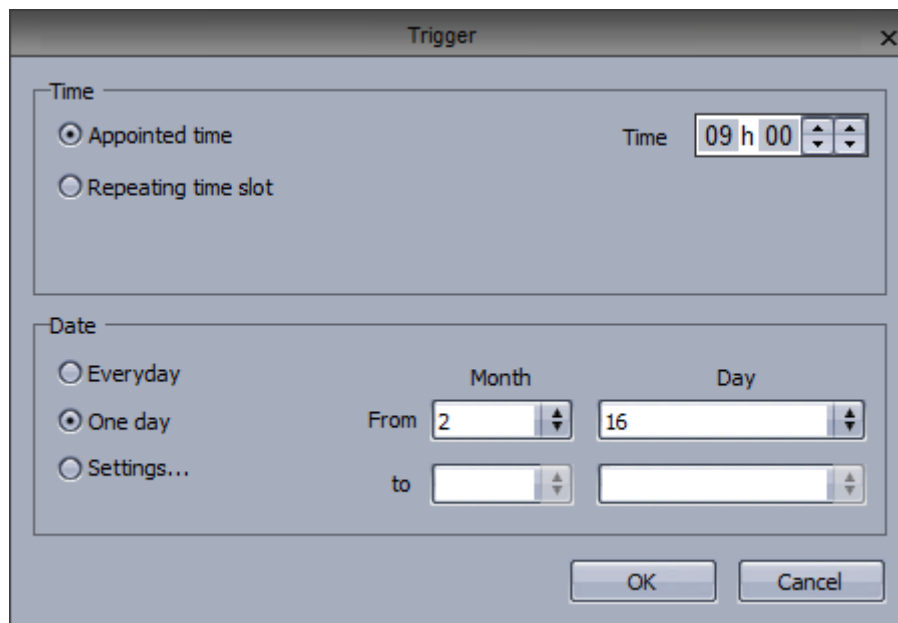 Trigger
Time
Appointed time
Time 09 h 00
Repeating time slot
Date
Everyday
Month Day
One day
From 2 16
Settings...
to
OK Cancel